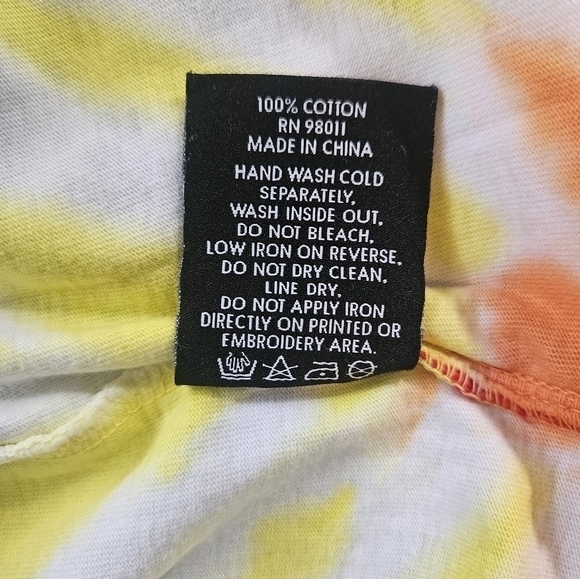 100% COTTON
RN 98011
MADE IN CHINA
HAND WASH COLD
SEPARATELY,
WASH INSIDE OUT,
DO NOT BLEACH,
LOW IRON ON REVERSE,
DO NOT DRY CLEAN,
LINE DRY,
DO NOT APPLY IRON
DIRECTLY ON PRINTED OR
EMBROIDERY AREA.